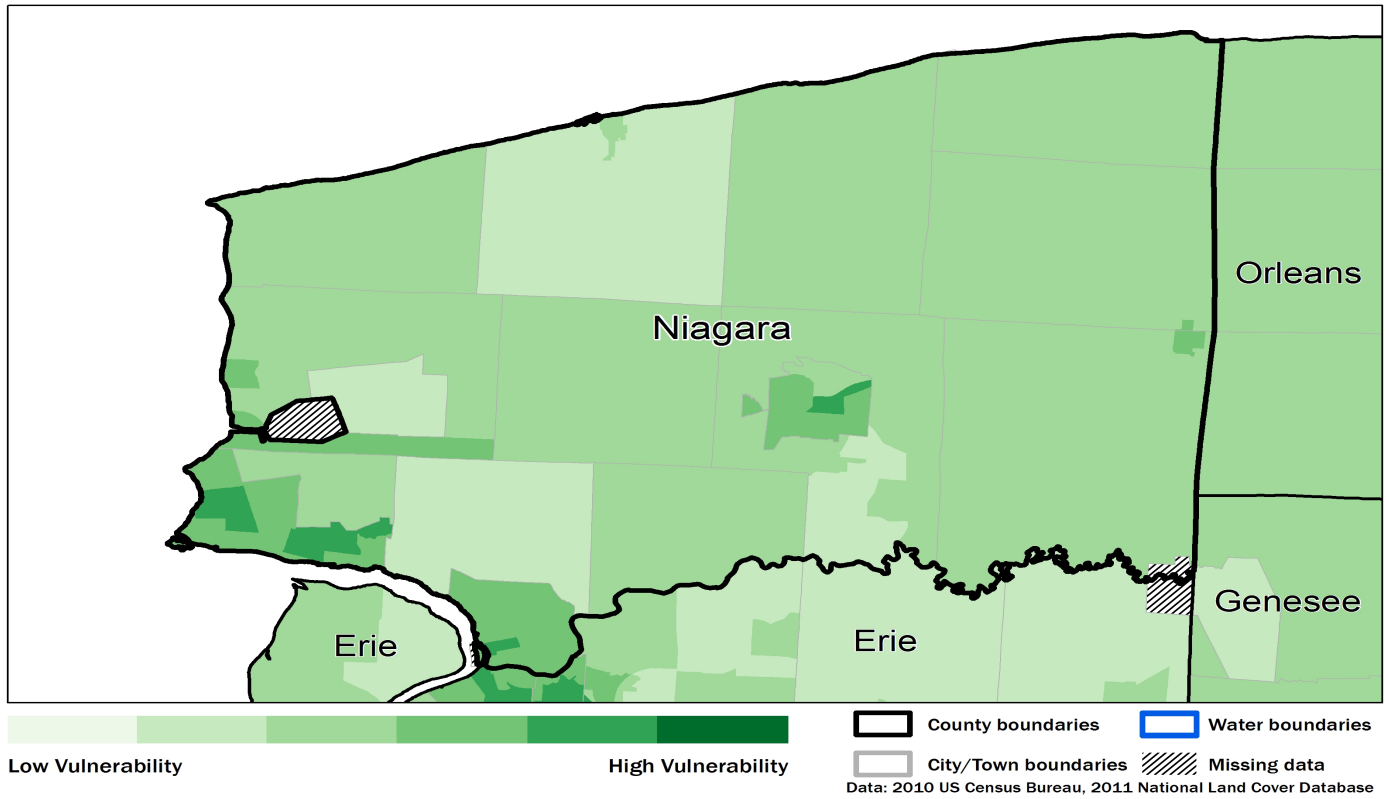 Niagara
Orleans
Genesee
Erie
Erie
Low Vulnerability
High Vulnerability
County boundaries
Water boundaries
City/Town boundaries
Missing data
Data: 2010 US Census Bureau, 2011 National Land Cover Database